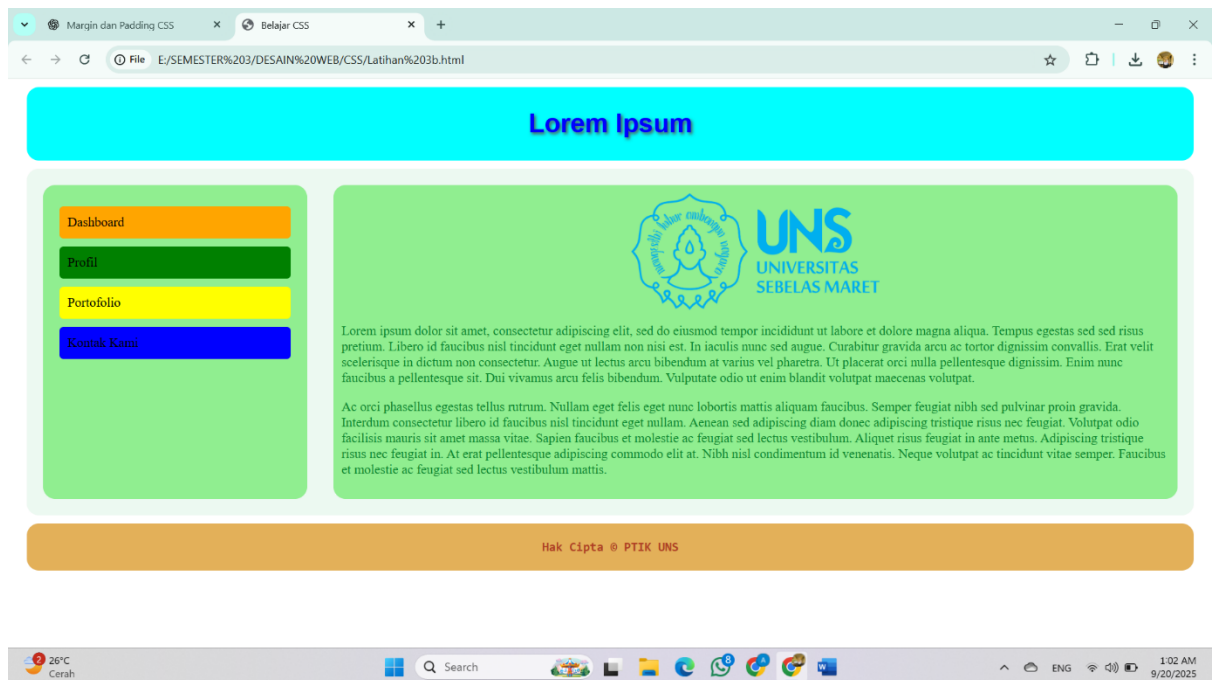 Margin dan Padding CSS
Belajar CSS
File E:/SEMESTER%203/DESAIN%20WEB/CSS/Latihan%203b.html
Lorem Ipsum
Dashboard
Profil
Portofolio
Kontak Kami
UNS
UNIVERSITAS
SEBELAS MARET
Lorem ipsum dolor sit amet, consectetur adipiscing elit, sed do eiusmod tempor incididunt ut labore et dolore magna aliqua. Tempus egestas sed sed risus
pretium. Libero id faucibus nisl tincidunt eget nullam non nisi est. In iaculis nunc sed augue. Curabitur gravida arcu ac tortor dignissim convallis. Erat velit
scelerisque in dictum non consectetur. Augue ut lectus arcu bibendum at varius vel pharetra. Ut placerat orci nulla pellentesque dignissim. Enim nunc
faucibus a pellentesque sit. Dui vivamus arcu felis bibendum. Vulputate odio ut enim blandit volutpat maecenas volutpat.
Ac orci phasellus egestas tellus rutrum. Nullam eget felis eget nunc lobortis mattis aliquam faucibus. Semper feugiat nibh sed pulvinar proin gravida.
Interdum consectetur libero id faucibus nisl tincidunt eget nullam. Aenean sed adipiscing diam donec adipiscing tristique risus nec feugiat. Volutpat odio
facilisis mauris sit amet massa vitae. Sapien faucibus et molestie ac feugiat sed lectus vestibulum. Aliquet risus feugiat in ante metus. Adipiscing tristique
risus nec feugiat in. At erat pellentesque adipiscing commodo elit at. Nibh nisl condimentum id venenatis. Neque volutpat ac tincidunt vitae semper. Faucibus
et molestie ac feugiat sed lectus vestibulum mattis.
Hak Cipta © PTIK UNS
2
26°C
Cerah
Search
9
ENG
1:02 AM
9/20/2025